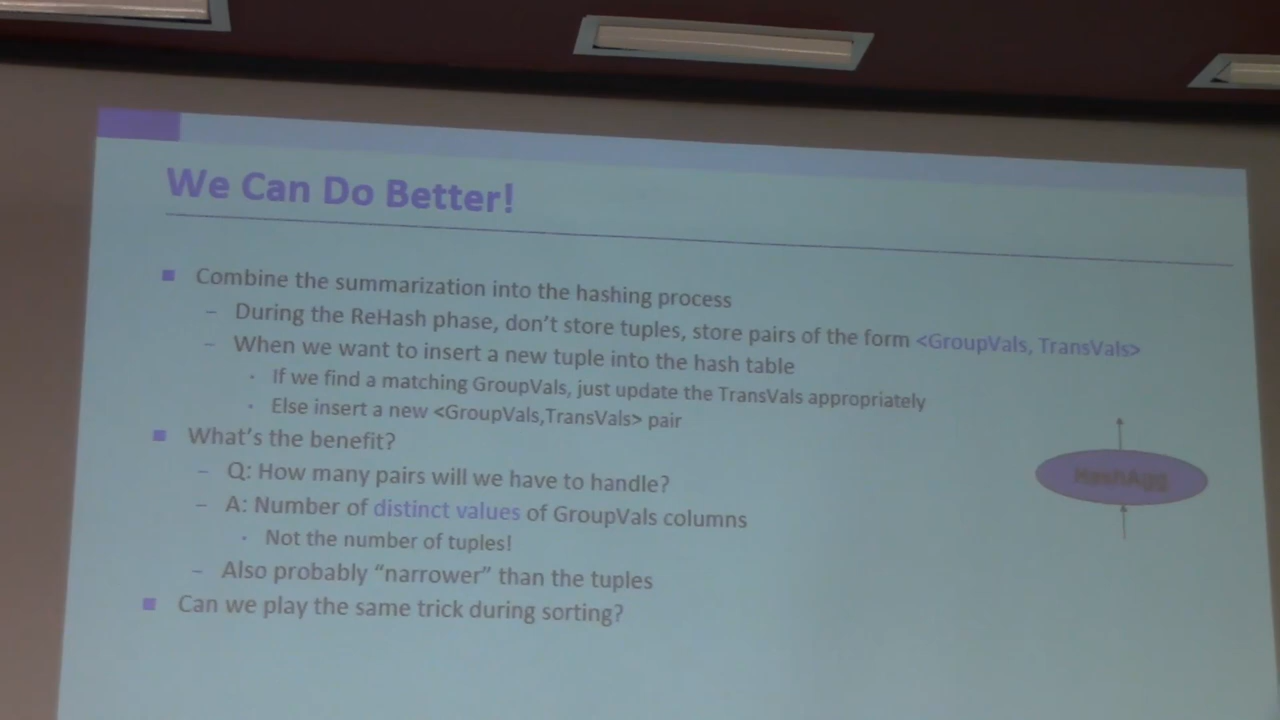 We Can Do Better!
Combine the summarization into the hashing process
During the ReHash phase, don't store tuples, store pairs of the form <GroupVals, TransVals>
When we want to insert a new tuple into the hash table
If we find a matching GroupVals, just update the TransVals appropriately
Else insert a new <GroupVals,TransVals> pair
What's the benefit?
Q: How many pairs will we have to handle?
A: Number of distinct values of GroupVals columns
Not the number of tuples!
Also probably “narrower” than the tuples
Can we play the same trick during sorting?
HashAgg